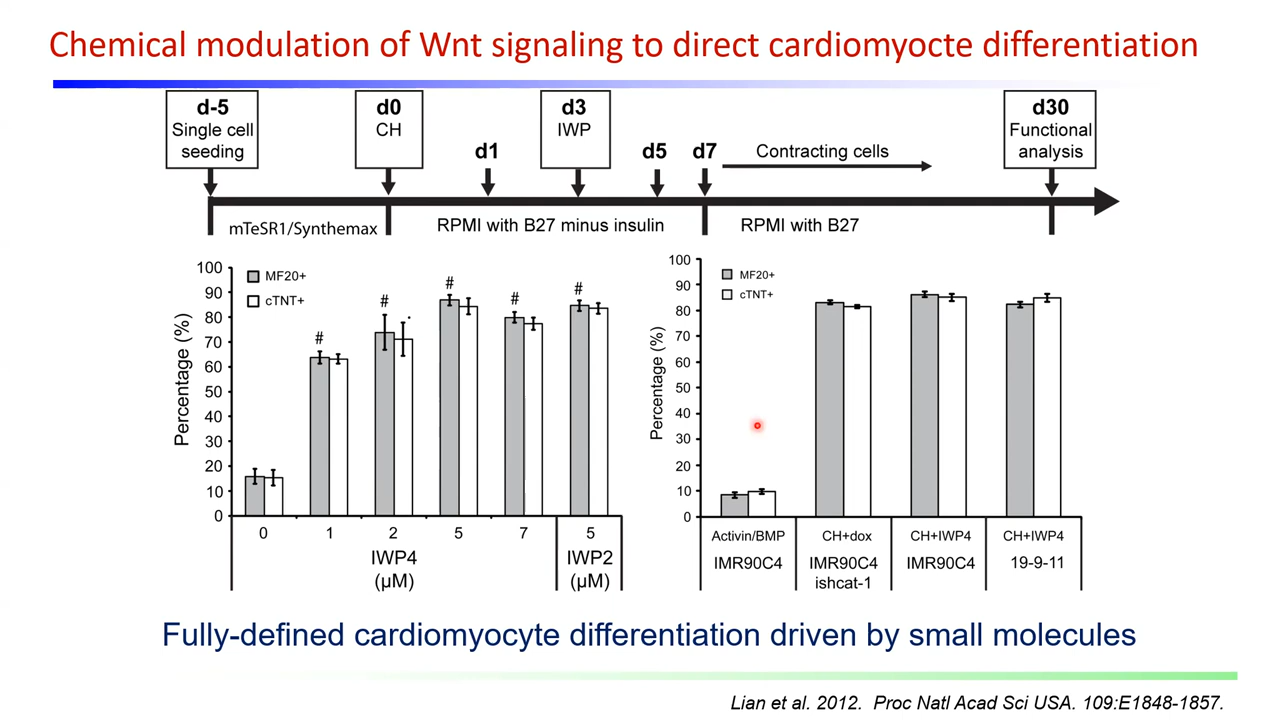 Chemical modulation of Wnt signaling to direct cardiomyocte differentiation
d-5
Single cell
seeding
d0
CH
d1
d3
IWP
d5
d7
Contracting cells
d30
Functional
analysis
mTeSR1/Synthemax
RPMI with B27 minus insulin
RPMI with B27
Percentage (%)
100
90
80
70
60
50
40
30
20
10
0
MF20+
cTNT+
#
#
#
#
#
0
1
2
5
7
5
IWP4
(µM)
IWP2
(µM)
Percentage (%)
100
90
80
70
60
50
40
30
20
10
0
MF20+
cTNT+
Activin/BMP
IMR90C4
CH+dox
IMR90C4
ishcat-1
CH+IWP4
IMR90C4
CH+IWP4
19-9-11
Fully-defined cardiomyocyte differentiation driven by small molecules
Lian et al. 2012. Proc Natl Acad Sci USA. 109:E1848-1857.